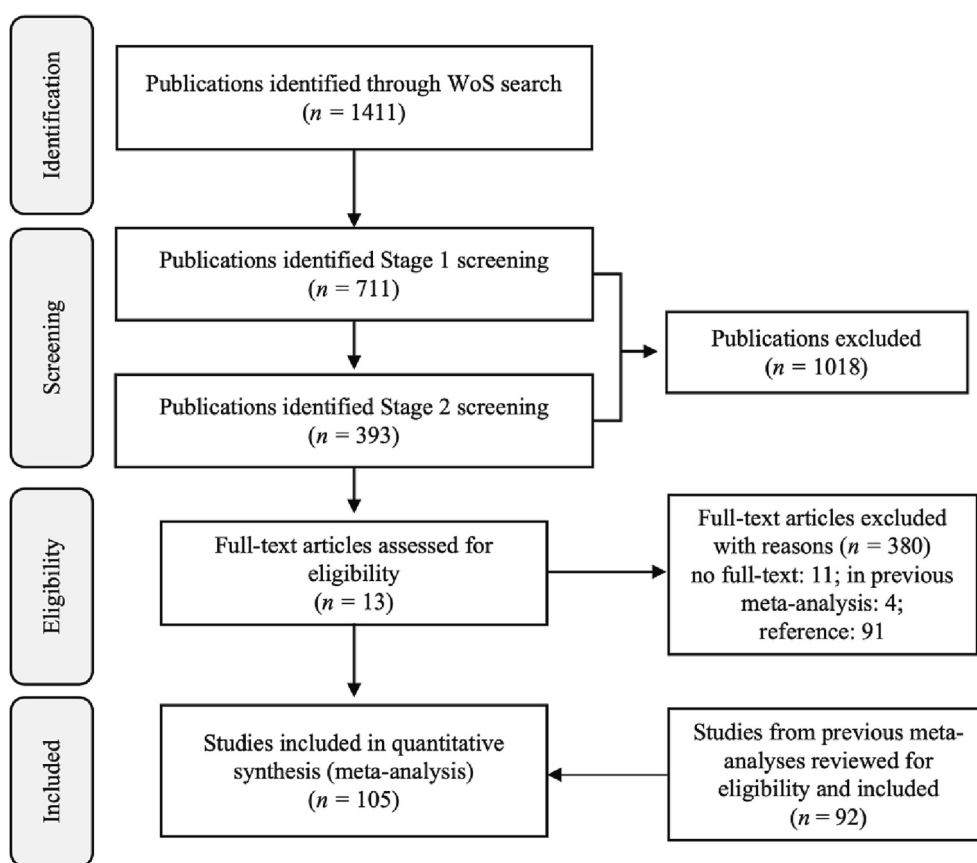 Identification
Publications identified through WoS search
(n = 1411)
Screening
Publications identified Stage 1 screening
(n = 711)
Publications excluded
(n = 1018)
Publications identified Stage 2 screening
(n = 393)
Eligibility
Full-text articles assessed for
eligibility
(n = 13)
Full-text articles excluded
with reasons (n = 380)
no full-text: 11; in previous
meta-analysis: 4;
reference: 91
Included
Studies included in quantitative
synthesis (meta-analysis)
(n = 105)
Studies from previous meta-
analyses reviewed for
eligibility and included
(n = 92)